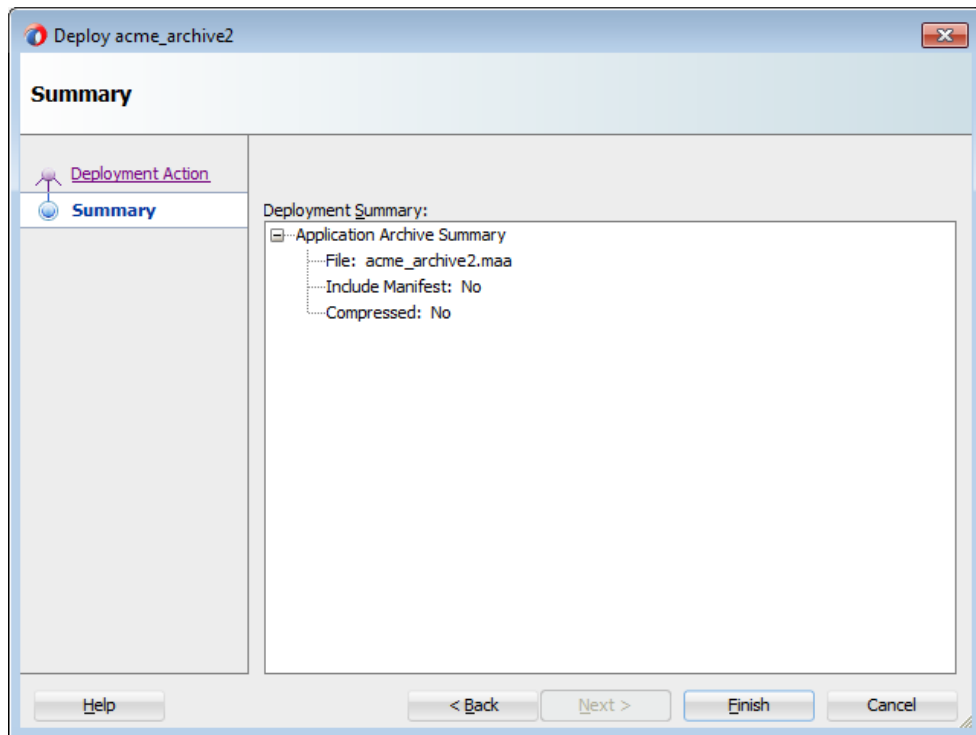 Deploy acme_archive2
Summary
Deployment Action
Summary
Deployment Summary:
Application Archive Summary
File: acme_archive2.maa
Include Manifest: No
Compressed: No
Help
< Back
Next >
Finish
Cancel